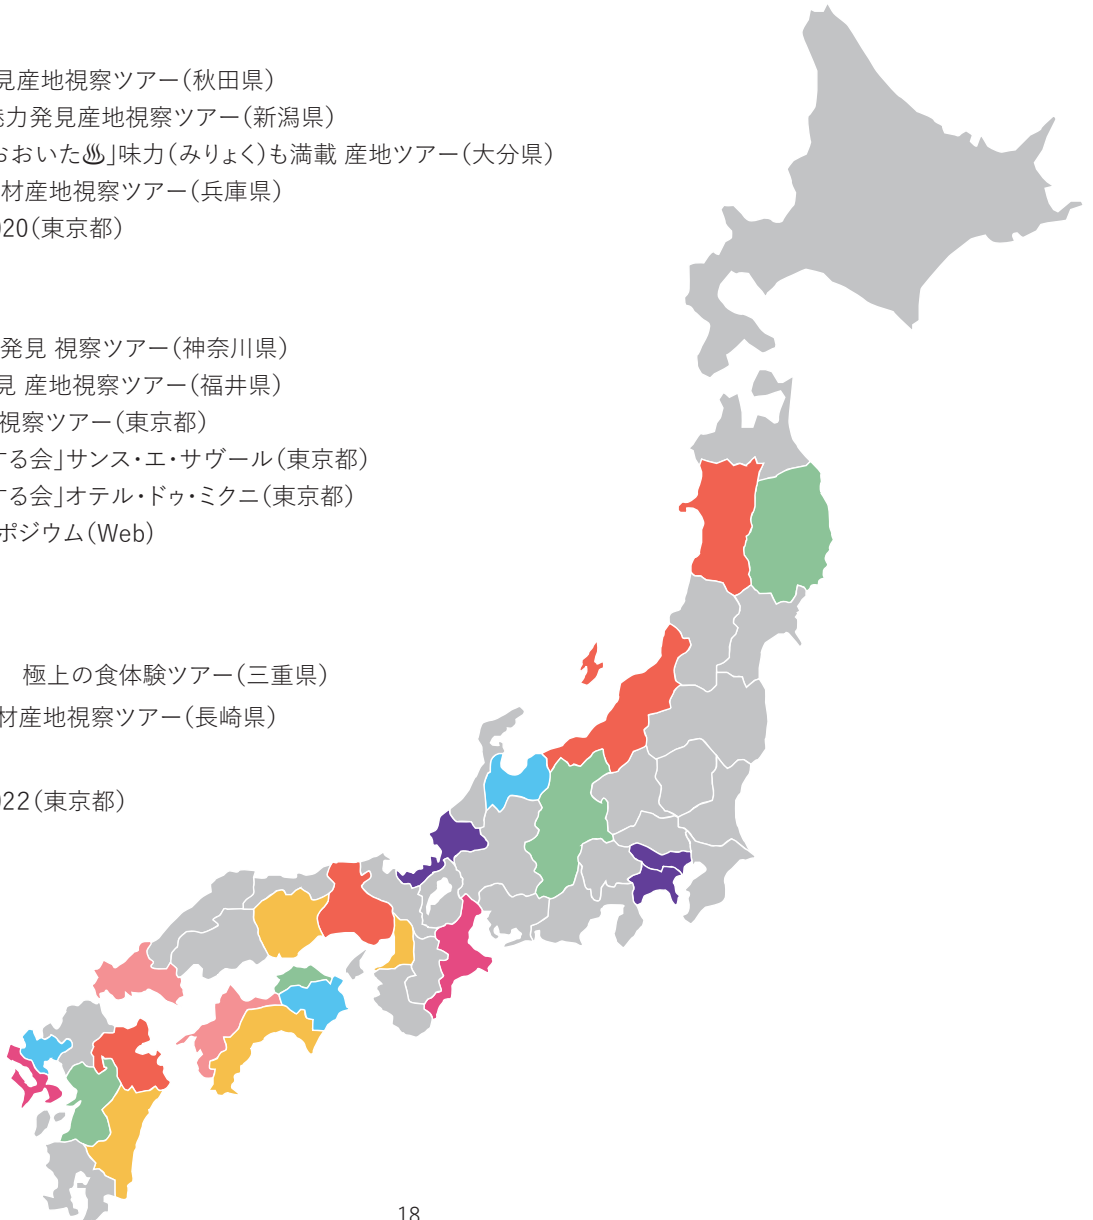 見産地視察ツアー(秋田県)
魅力発見産地視察ツアー(新潟県)
おおいた♨」味力(みりょく)も満載 産地ツアー(大分県)
材産地視察ツアー(兵庫県)
020(東京都)
発見 視察ツアー(神奈川県)
見 産地視察ツアー(福井県)
視察ツアー(東京都)
する会」サンス・エ・サヴール(東京都)
する会」オテル・ドゥ・ミクニ(東京都)
ポジウム(Web)
極上の食体験ツアー(三重県)
材産地視察ツアー(長崎県)
022(東京都)
18